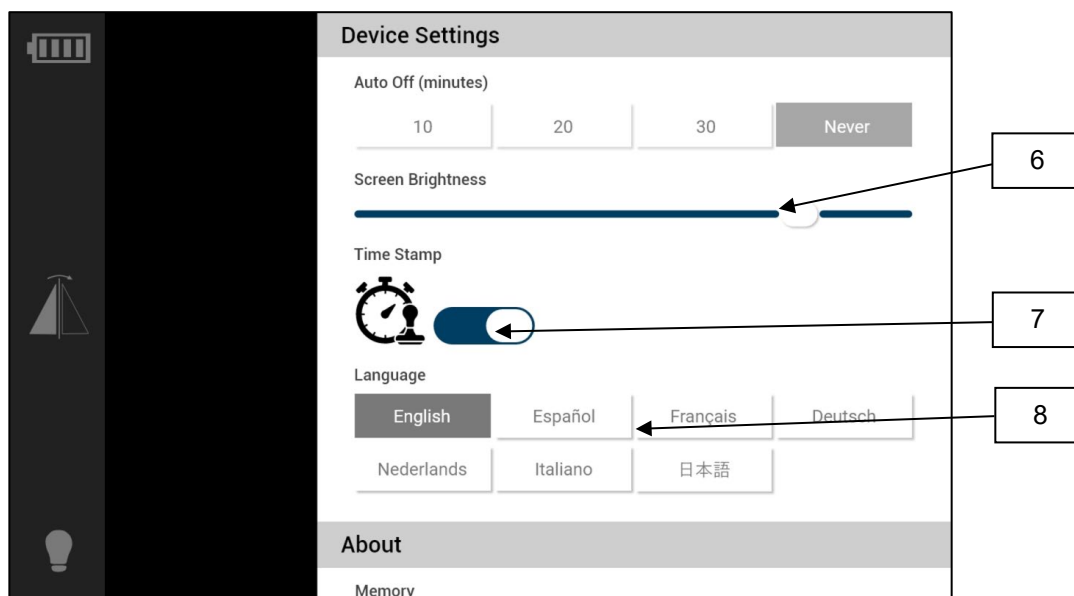 Device Settings
Auto Off (minutes)
10 20 30 Never
Screen Brightness
6
Time Stamp
7
Language
English Español Français Deutsch
8
Nederlands Italiano 日本語
About
Memory